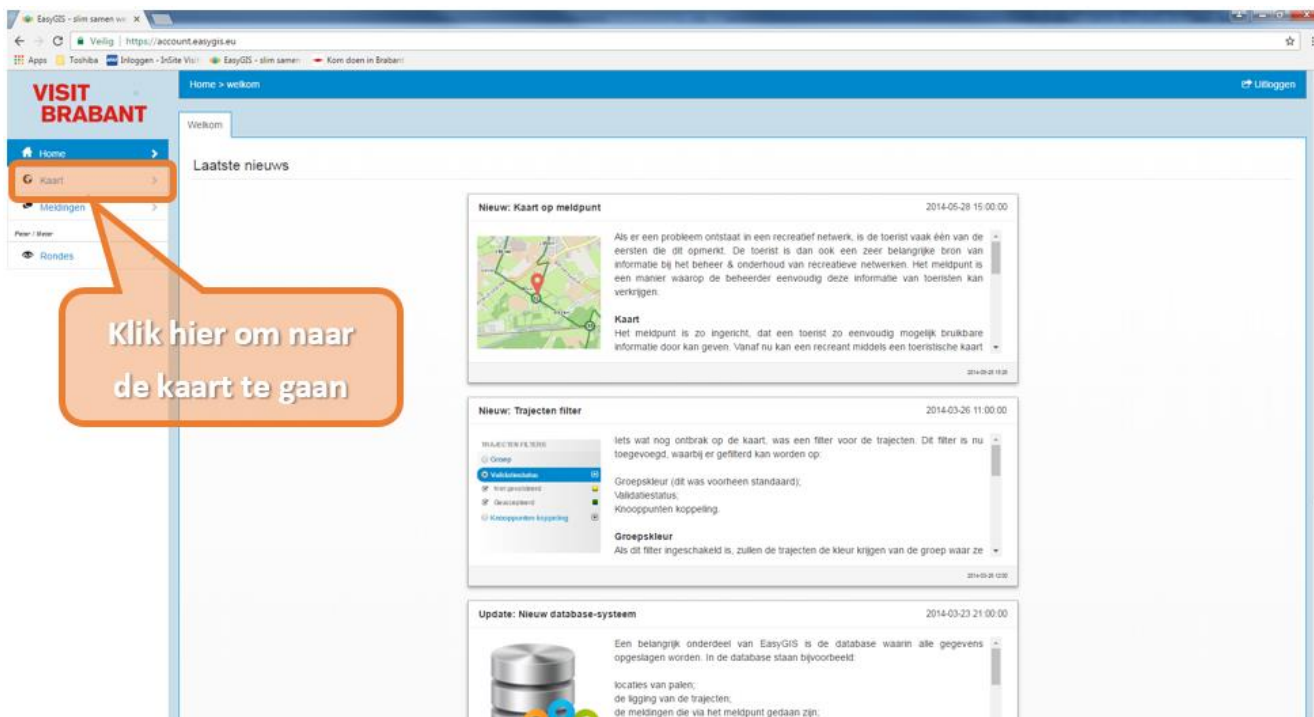 EasyGIS - slim samen we
Veilig | https://account.easygis.eu
Apps Toshiba Inloggen - InSite Visit EasyGIS - slim samen Kom doen in Brabant
VISIT
BRABANT
Home > welkom
Uitloggen
Welkom
Home
Kaart
Meldingen
Rondes
Klik hier om naar
de kaart te gaan
Laatste nieuws
Nieuw: Kaart op meldpunt 2014-05-28 15:00:00
Als er een probleem ontstaat in een recreatief netwerk, is de toerist vaak één van de
eersten die dit opmerkt. De toerist is dan ook een zeer belangrijke bron van
informatie bij het beheer & onderhoud van recreatieve netwerken. Het meldpunt is
een manier waarop de beheerder eenvoudig deze informatie van toeristen kan
verkrijgen.
Kaart
Het meldpunt is zo ingericht, dat een toerist zo eenvoudig mogelijk bruikbare
informatie door kan geven. Vanaf nu kan een recreant middels een toeristische kaart
Nieuw: Trajecten filter 2014-03-26 11:00:00
TRAJECTEN FILTERS
Groep
Validatiestatus
Niet gevalideerd
Geaccepteerd
Knooppunten koppeling
Iets wat nog ontbrak op de kaart, was een filter voor de trajecten. Dit filter is nu
toegevoegd, waarbij er gefilterd kan worden op:
Groepskleur (dit was voorheen standaard);
Validatiestatus;
Knooppunten koppeling.
Groepskleur
Als dit filter ingeschakeld is, zullen de trajecten de kleur krijgen van de groep waar ze
Update: Nieuw database-systeem 2014-03-23 21:00:00
Een belangrijk onderdeel van EasyGIS is de database waarin alle gegevens
opgeslagen worden. In de database staan bijvoorbeeld:
locaties van palen;
de ligging van de trajecten;
de meldingen die via het meldpunt gedaan zijn;